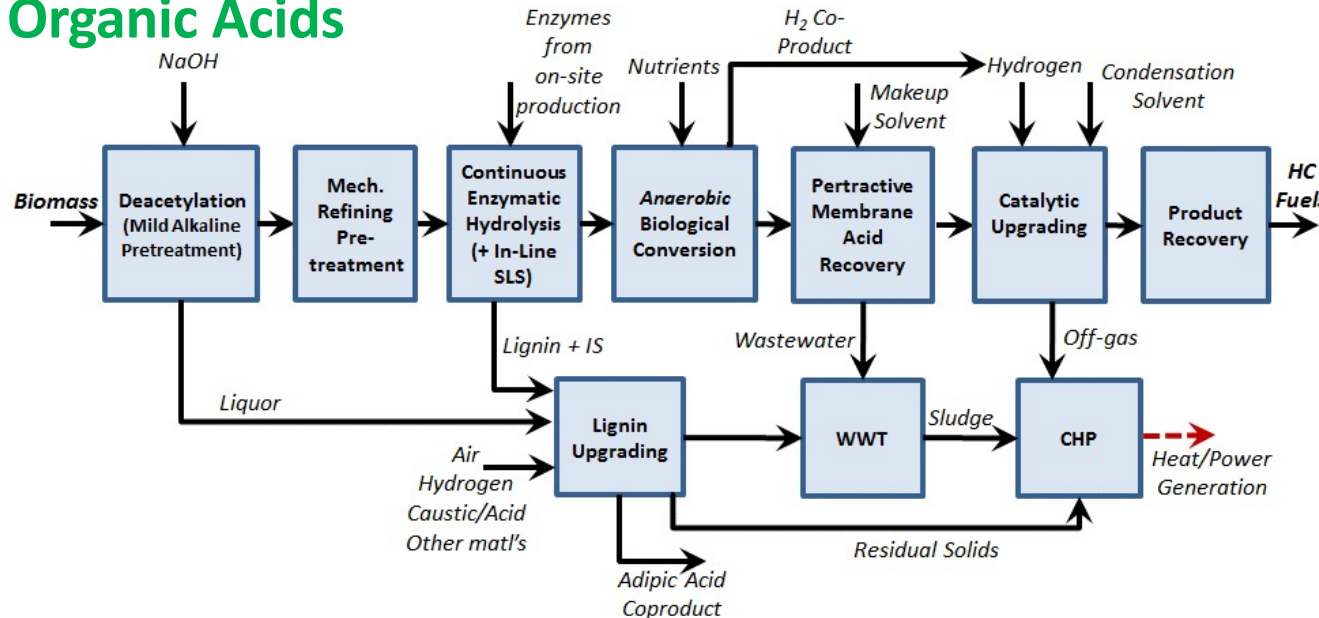 Organic Acids
NaOH
Enzymes
from
on-site
production
Nutrients
H2 Co-
Product
Makeup
Solvent
Hydrogen
Condensation
Solvent
Biomass
Deacetylation
(Mild Alkaline
Pretreatment)
Mech.
Refining
Pre-
treatment
Continuous
Enzymatic
Hydrolysis
(+ In-Line
SLS)
Anaerobic
Biological
Conversion
Pertractive
Membrane
Acid
Recovery
Catalytic
Upgrading
Product
Recovery
HC
Fuels
Liquor
Lignin + IS
Wastewater
Off-gas
Air
Hydrogen
Caustic/Acid
Other matl's
Lignin
Upgrading
WWT
Sludge
CHP
Heat/Power
Generation
Residual Solids
Adipic Acid
Coproduct